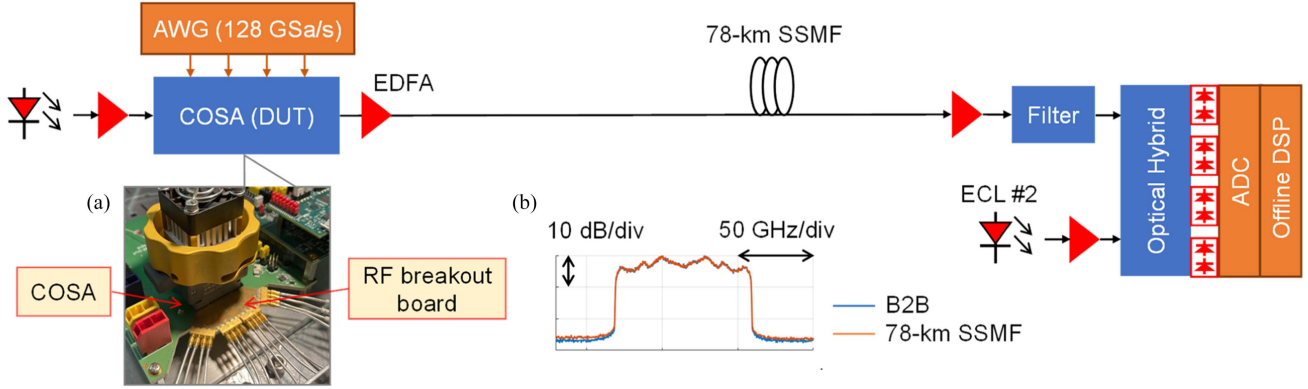 AWG (128 GSa/s)
78-km SSMF
EDFA
COSA (DUT)
Filter
Optical Hybrid
ADC
Offline DSP
ECL #2
(a)
COSA
RF breakout
board
(b)
10 dB/div
50 GHz/div
B2B
78-km SSMF